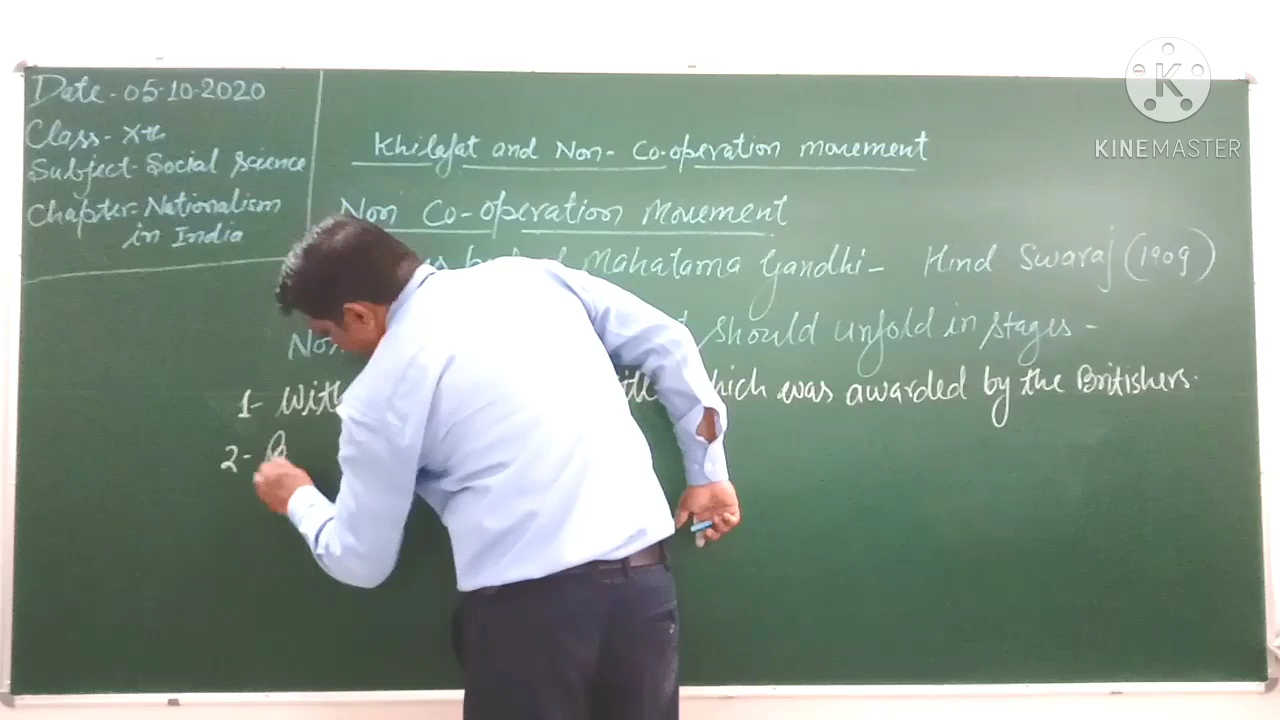 Date-05-10-2020
Class-Xth
Subject-Social science
Chapter-Nationalism
in India
Khilafat and Non-Co-operation movement
Non Co-operation Movement
Mahatama Gandhi- Hind Swaraj (1909)
should unfold in stages-
1- which was awarded by the Britishers.
2-
K
KINEMASTER